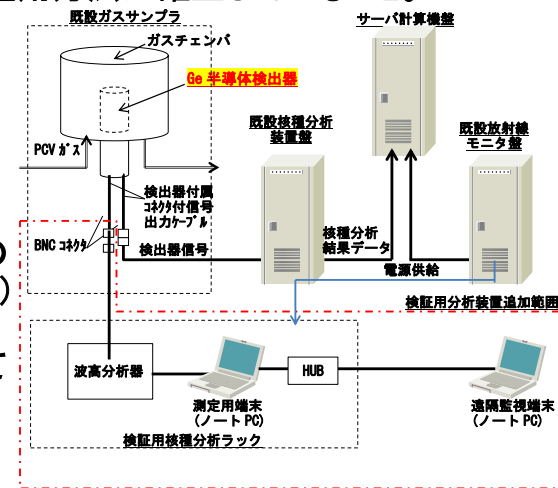 既設ガスサンプラ
ガスチェンバ
サーバ計算機盤
Ge 半導体検出器
既設核種分析
装置盤
既設放射線
モニタ盤
PCV ガス
検出器付属
コネクタ付信号
出力ケーブル
BNC コネクタ
検出器信号
核種分析
結果データ
電源供給
の
)
検証用分析装置追加範囲
て
波高分析器
HUB
測定用端末
(ノート PC)
遠隔監視端末
(ノート PC)
検証用核種分析ラック